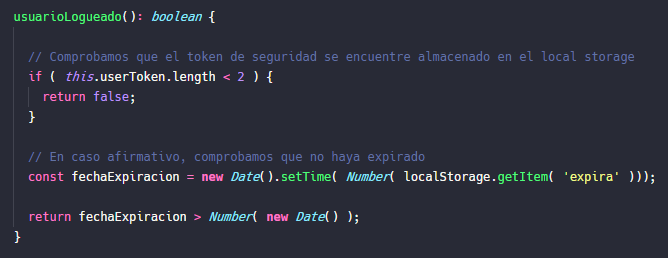 usuarioLogueado(): boolean {
// Comprobamos que el token de seguridad se encuentre almacenado en el local storage
if ( this.userToken.length < 2 ) {
return false;
}
// En caso afirmativo, comprobamos que no haya expirado
const fechaExpiracion = new Date().setTime( Number( localStorage.getItem( 'expira' )));
return fechaExpiracion > Number( new Date() );
}